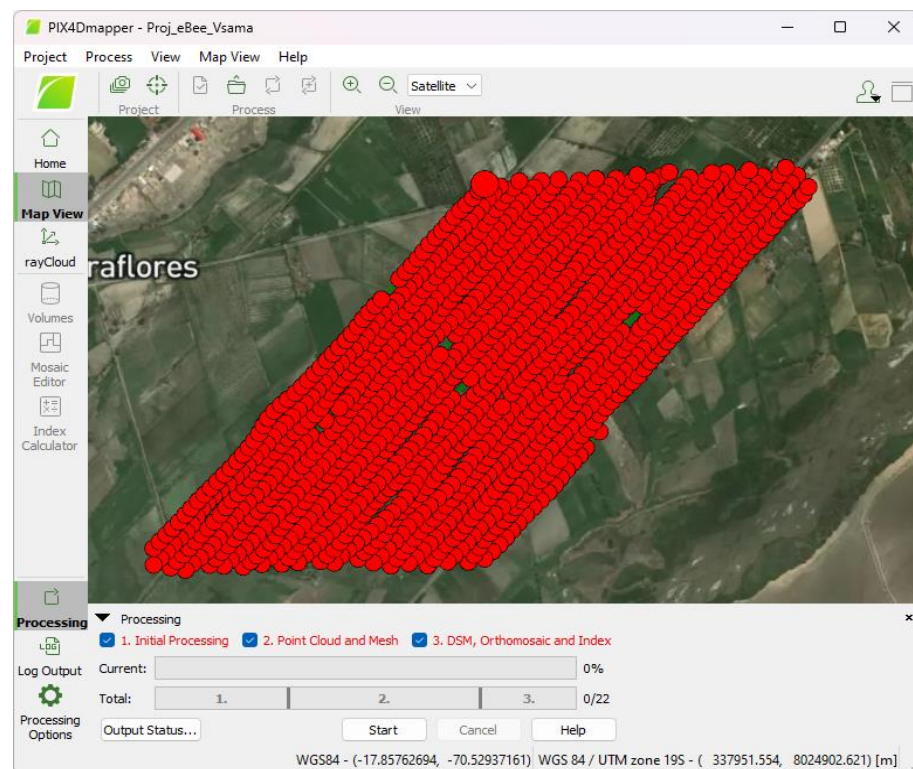 PIX4Dmapper - Proj_eBee_Vsama
Project Process View Map View Help
Satellite
Project Process View
Home
Map View
rayCloud
Volumes
Mosaic
Editor
Index
Calculator
raflores
Processing
Log Output
Processing
Options
Processing
1. Initial Processing 2. Point Cloud and Mesh 3. DSM, Orthomosaic and Index
Current: 0%
Total: 1. 2. 3. 0/22
Output Status... Start Cancel Help
WGS84 - (-17.85762694, -70.52937161) WGS 84 / UTM zone 19S - ( 337951.554, 8024902.621) [m]